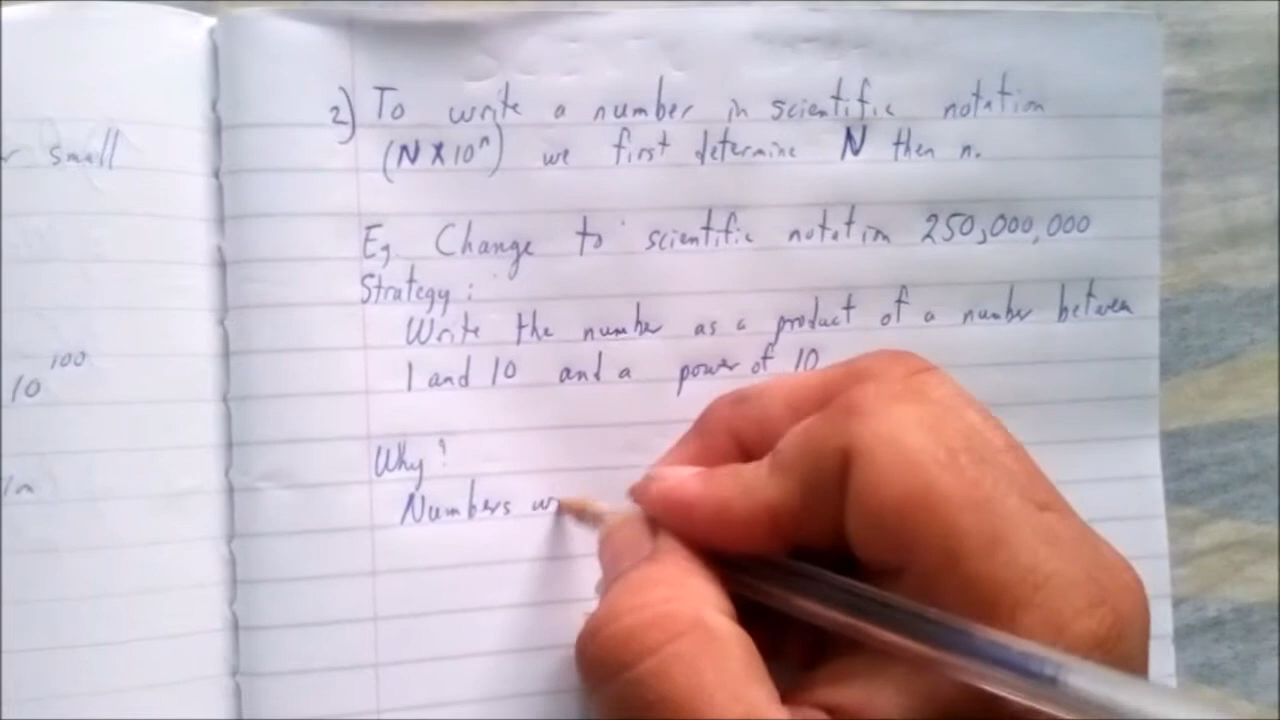 r small
10^100
2) To write a number in scientific notation
(N X 10^n) we first determine N then n.
Eg. Change to scientific notation 250,000,000
Strategy:
Write the number as a product of a number between
1 and 10 and a power of 10
Why?
Numbers